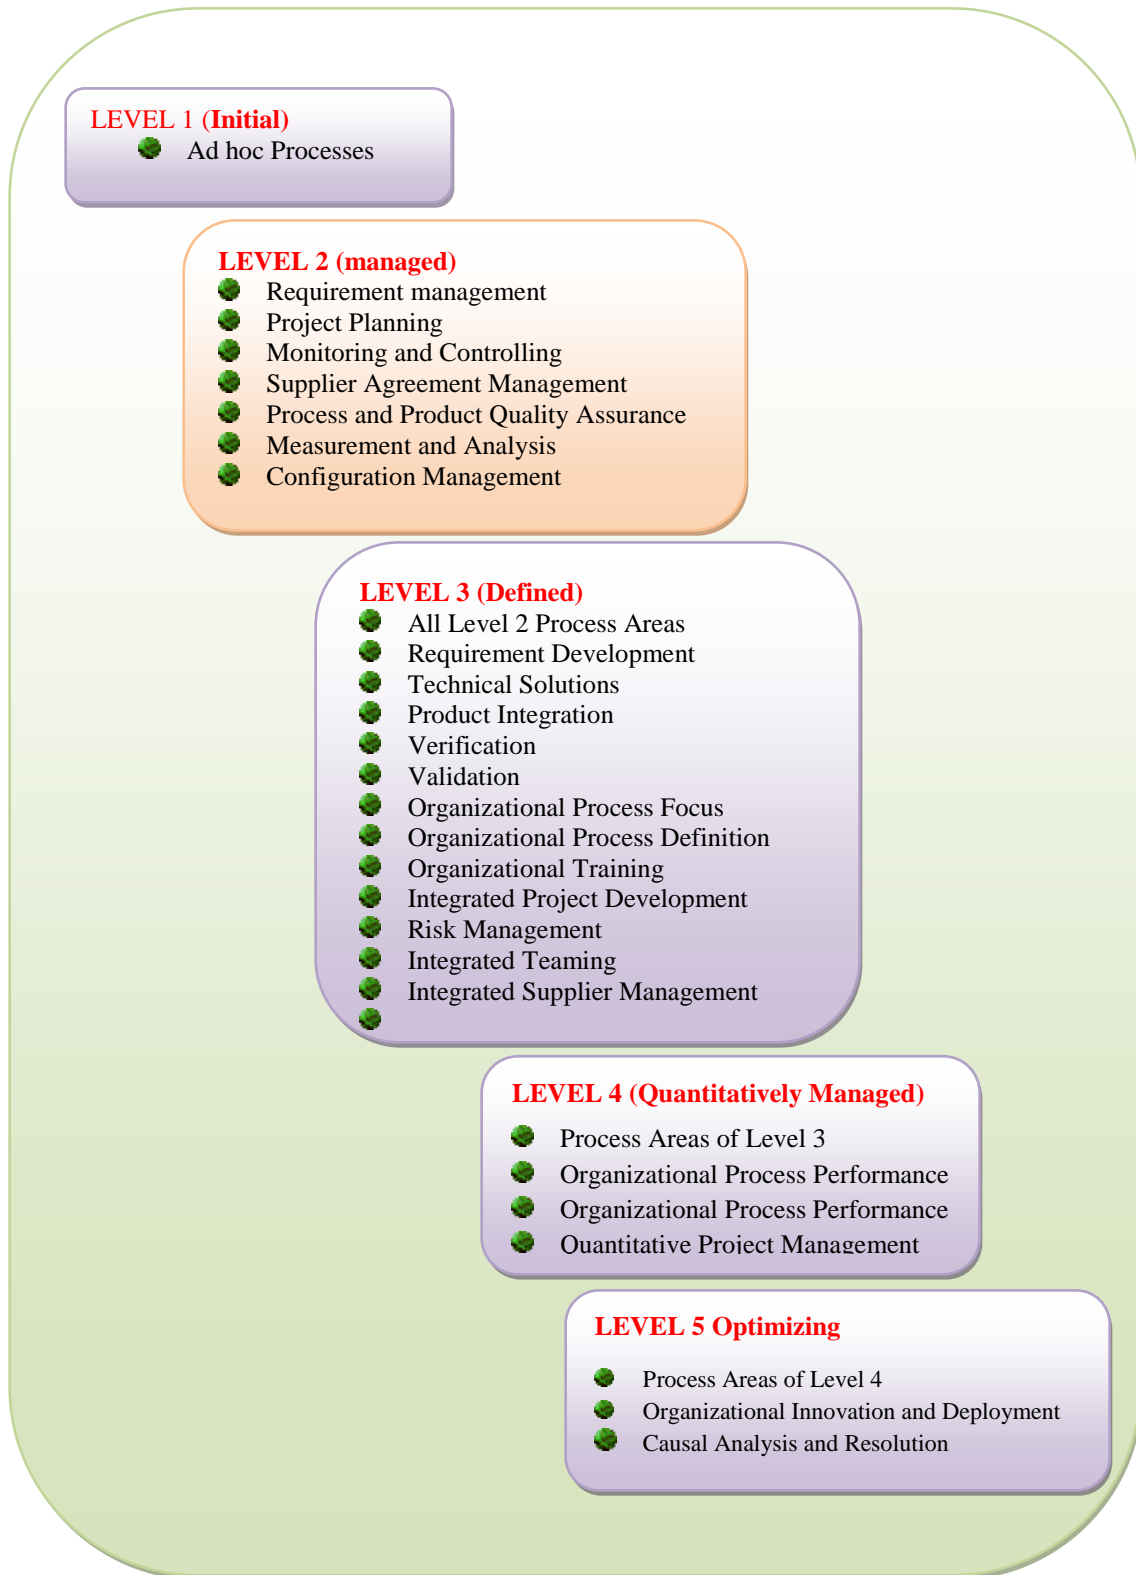 LEVEL 1 (Initial)
Ad hoc Processes
LEVEL 2 (managed)
Requirement management
Project Planning
Monitoring and Controlling
Supplier Agreement Management
Process and Product Quality Assurance
Measurement and Analysis
Configuration Management
LEVEL 3 (Defined)
All Level 2 Process Areas
Requirement Development
Technical Solutions
Product Integration
Verification
Validation
Organizational Process Focus
Organizational Process Definition
Organizational Training
Integrated Project Development
Risk Management
Integrated Teaming
Integrated Supplier Management
LEVEL 4 (Quantitatively Managed)
Process Areas of Level 3
Organizational Process Performance
Organizational Process Performance
Quantitative Project Management
LEVEL 5 Optimizing
Process Areas of Level 4
Organizational Innovation and Deployment
Causal Analysis and Resolution